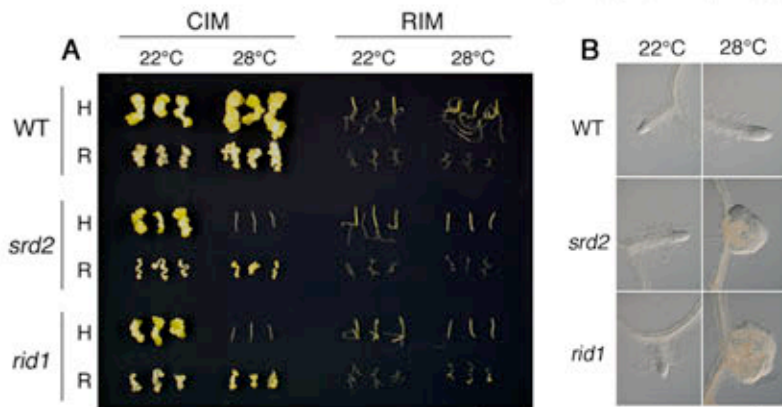 CIM RIM
A 22°C 28°C 22°C 28°C
WT H
R
srd2 H
R
rid1 H
R
B 22°C 28°C
WT
srd2
rid1